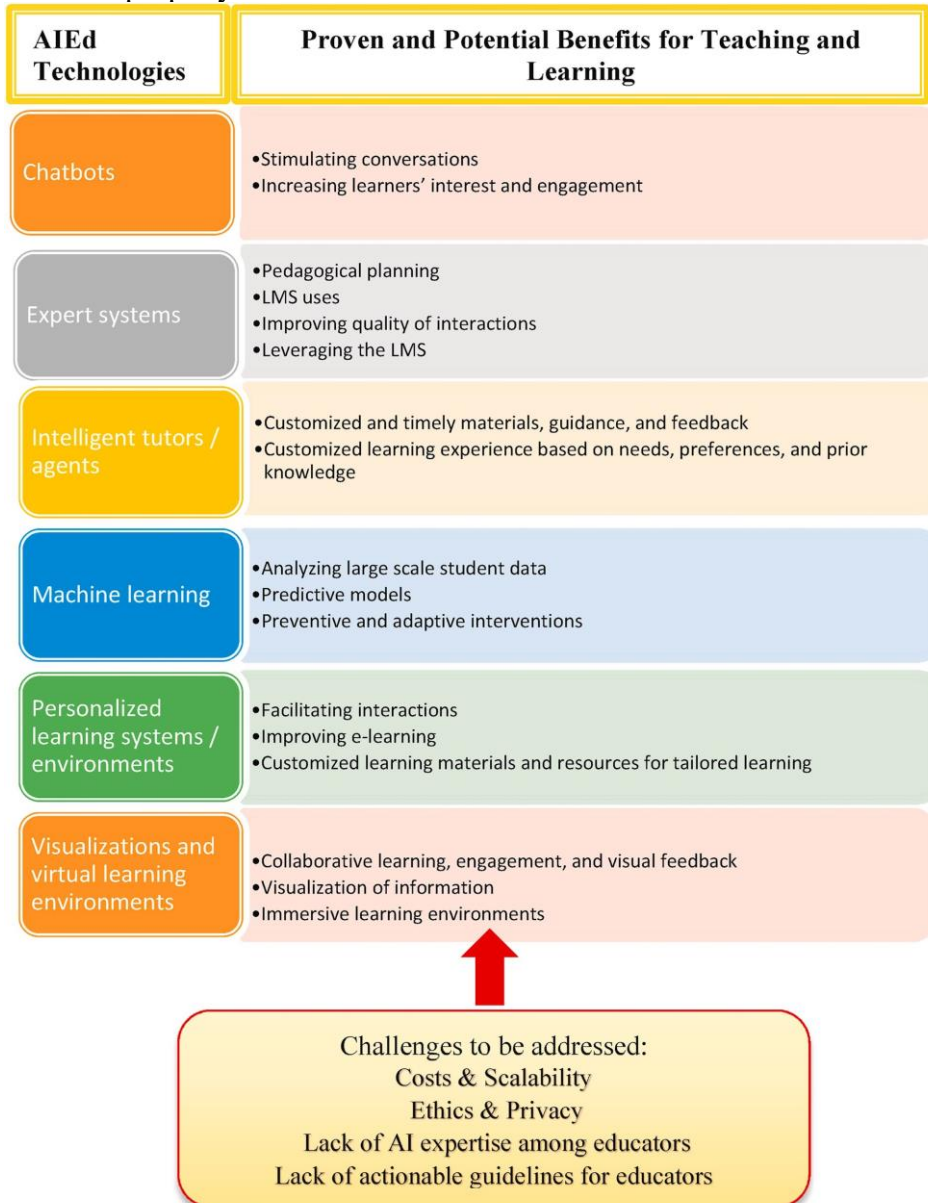 AIEd
Technologies
Proven and Potential Benefits for Teaching and
Learning
Chatbots
•Stimulating conversations
•Increasing learners' interest and engagement
Expert systems
•Pedagogical planning
•LMS uses
•Improving quality of interactions
•Leveraging the LMS
Intelligent tutors /
agents
•Customized and timely materials, guidance, and feedback
•Customized learning experience based on needs, preferences, and prior
knowledge
Machine learning
•Analyzing large scale student data
•Predictive models
•Preventive and adaptive interventions
Personalized
learning systems /
environments
•Facilitating interactions
•Improving e-learning
•Customized learning materials and resources for tailored learning
Visualizations and
virtual learning
environments
•Collaborative learning, engagement, and visual feedback
•Visualization of information
•Immersive learning environments
Challenges to be addressed:
Costs & Scalability
Ethics & Privacy
Lack of AI expertise among educators
Lack of actionable guidelines for educators